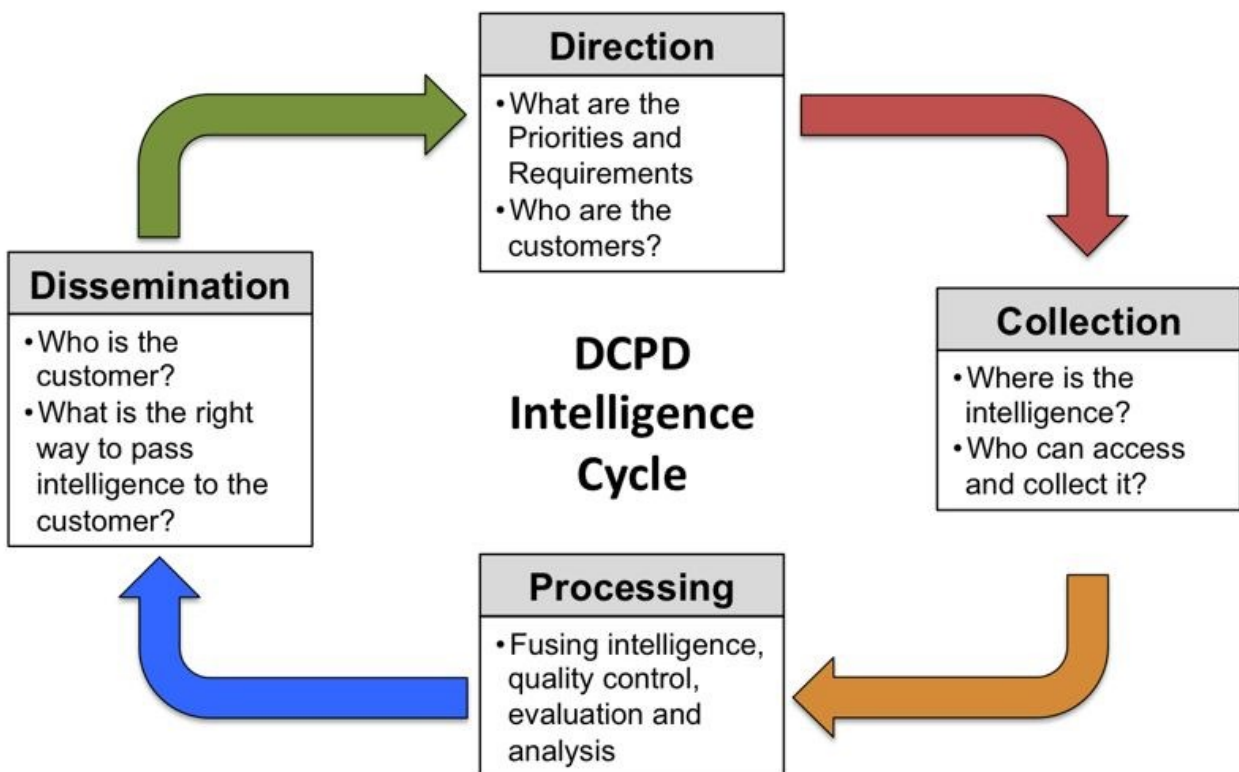 Direction
•What are the
Priorities and
Requirements
•Who are the
customers?
Collection
•Where is the
intelligence?
•Who can access
and collect it?
Processing
•Fusing intelligence,
quality control,
evaluation and
analysis
Dissemination
•Who is the
customer?
•What is the right
way to pass
intelligence to the
customer?
DCPD
Intelligence
Cycle